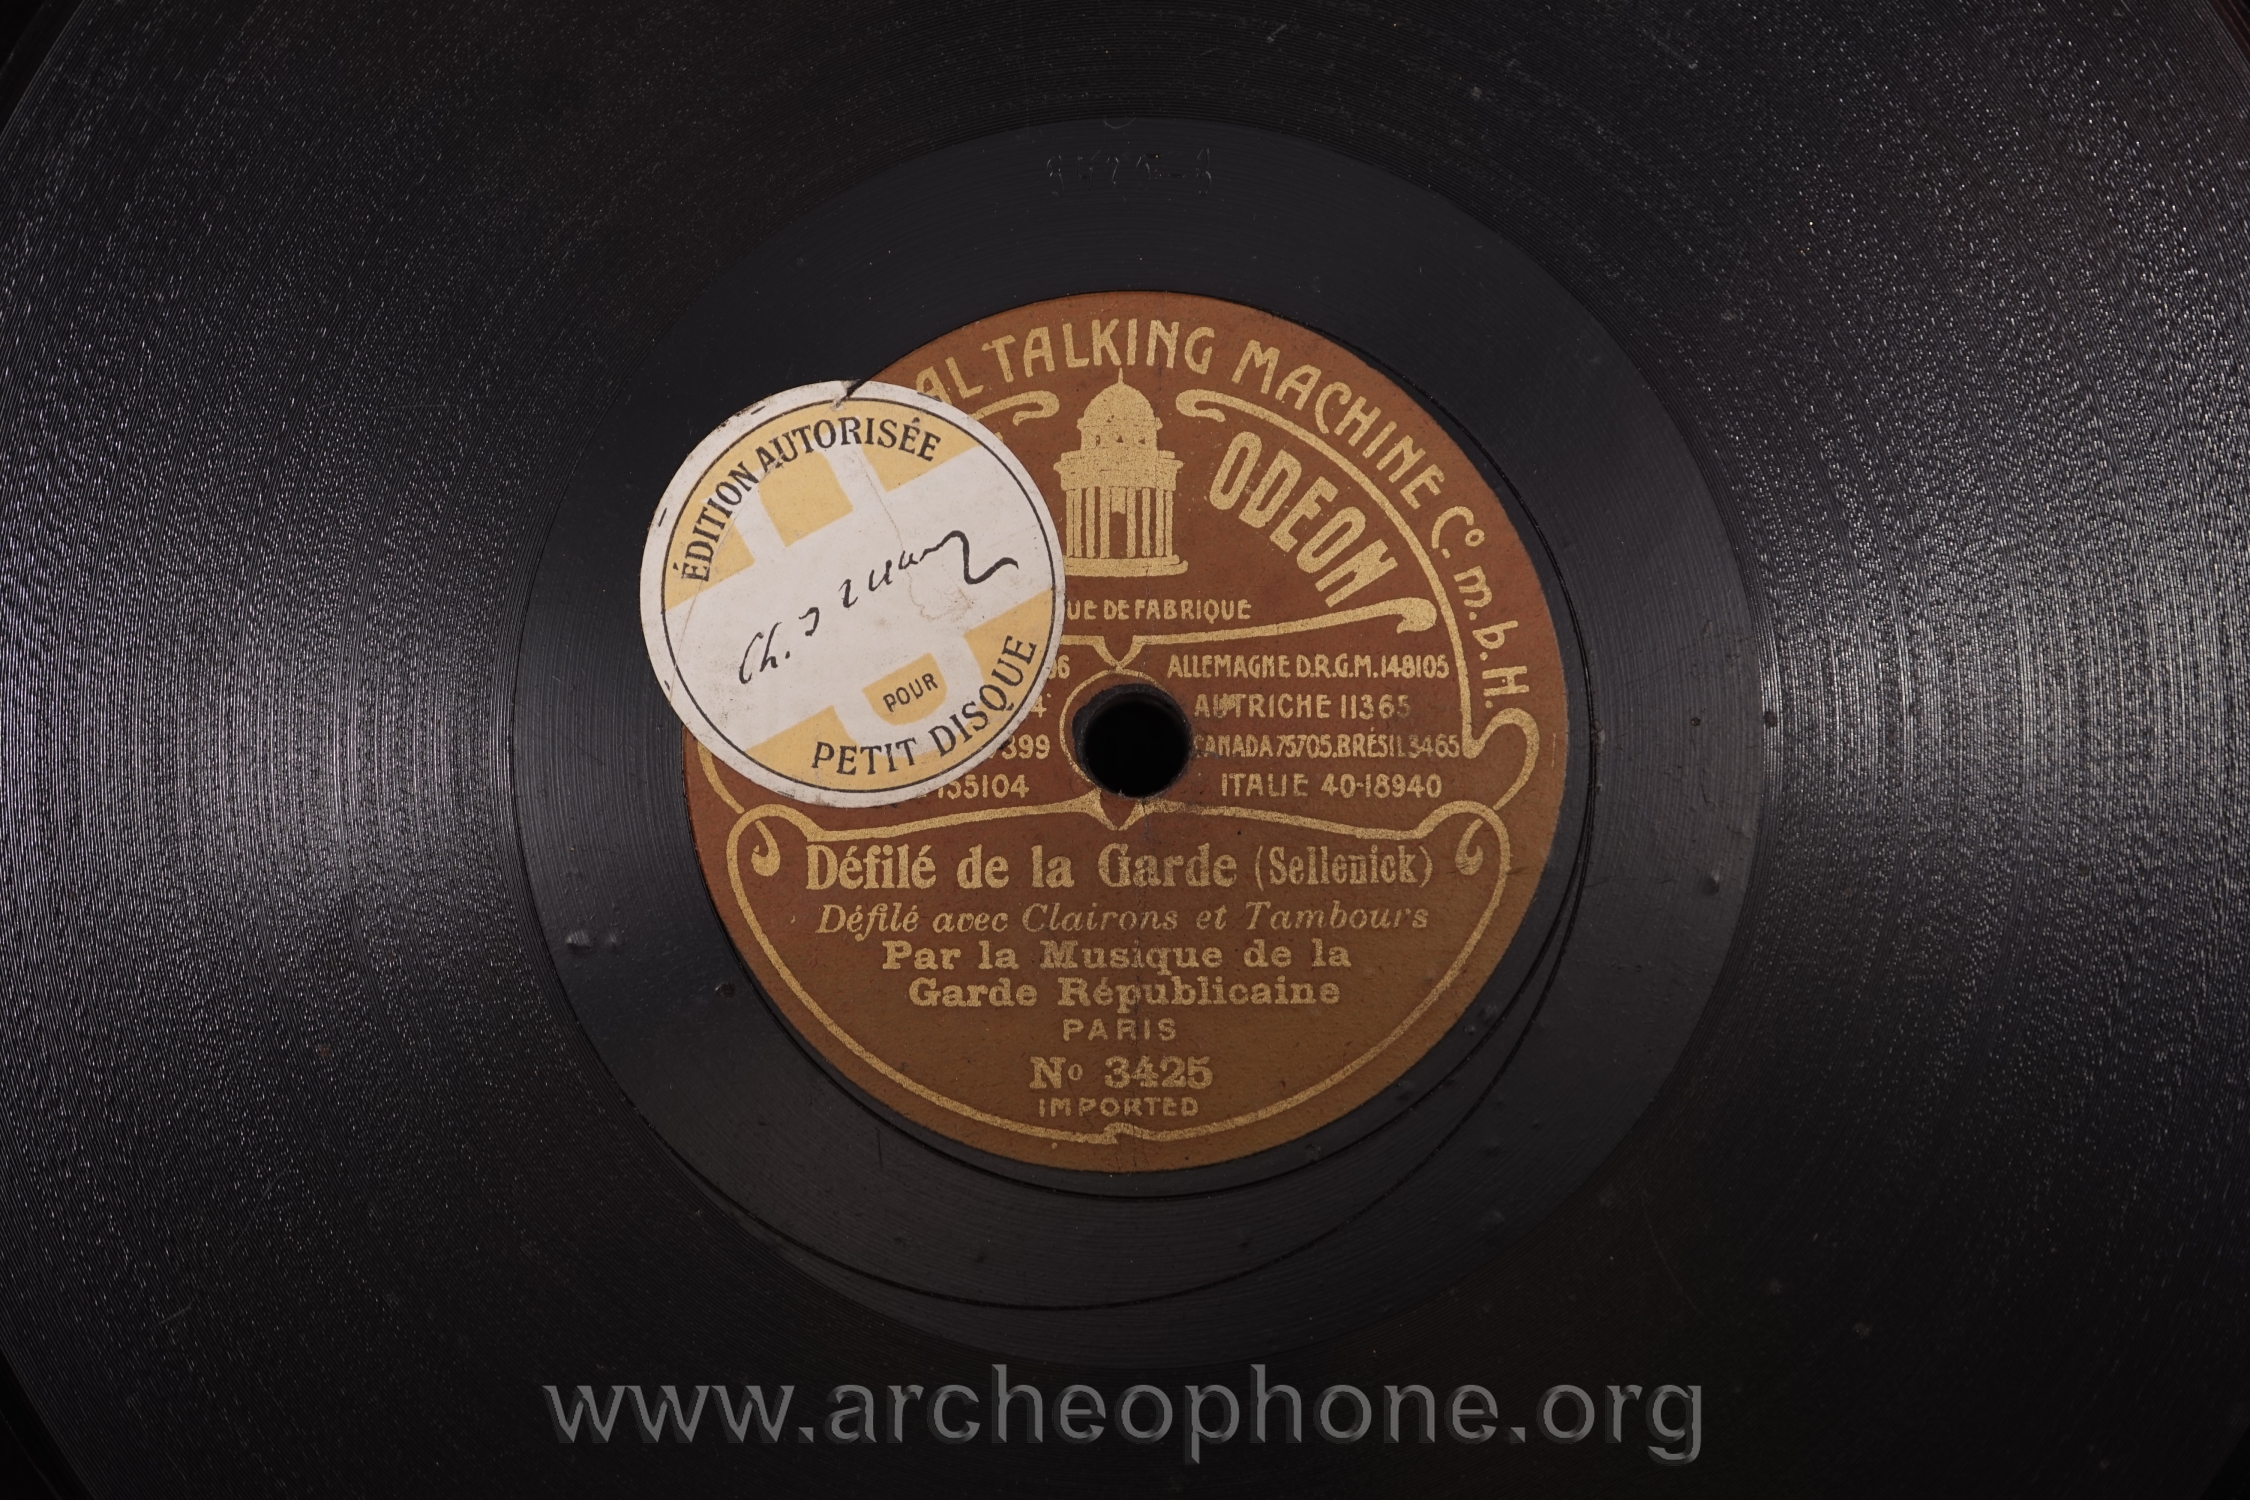 AL TALKING MACHINE Co. m.b.H.
ODEON
UE DE FABRIQUE
ÉDITION AUTORISÉE
Ch.
POUR
PETIT DISQUE
ALLEMAGNE D.R.G.M. 148105
AUTRICHE 11365
399 CANADA 75705. BRÉSIL 3465
155104 ITALIE 40-18940
Défilé de la Garde (Sellenick)
Défilé avec Clairons et Tambours
Par la Musique de la
Garde Républicaine
PARIS
No 3425
IMPORTED
www.archeophone.org